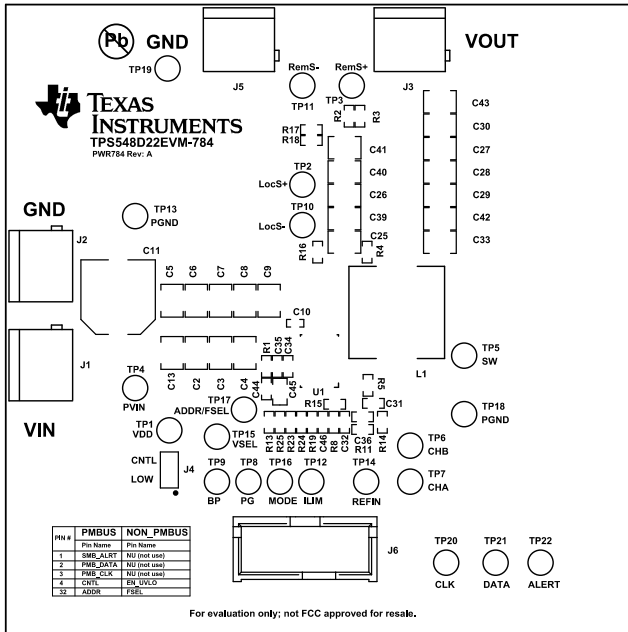 Pb GND VOUT
TP19
J5
RemS- RemS+
TP11 TP3
J3
TEXAS
INSTRUMENTS
TPS548D22EVM-784
PWR784 Rev: A
R2 R3
R17
R18
C43
C30
C27
C28
C29
C42
C33
C41
C40
C26
C39
C25
TP2
LocS+
TP10
LocS-
R16 R4
GND
J2
TP13
PGND
C11
C5 C6 C7 C8 C9
C10
J1
VIN
TP4
PVIN
C13 C2 C3 C4
R1 C35 C34
C44 C45
U1
R15
R5
C31
L1
TP5
SW
TP18
PGND
TP17
ADDR/FSEL
TP1
VDD
TP15
VSEL
R13 R25 R23 R24 R19 C46 R8 C32
C36
R11
R14
TP6
CHB
TP7
CHA
CNTL
LOW
J4
TP9 TP8 TP16 TP12 TP14
BP PG MODE ILIM REFIN
J6
TP20 TP21 TP22
CLK DATA ALERT
PIN # PMBUS NON_PMBUS
Pin Name Pin Name
1 SMB_ALRT NU (not use)
2 PMB_DATA NU (not use)
3 PMB_CLK NU (not use)
4 CNTL EN_UVLO
32 ADDR FSEL
For evaluation only; not FCC approved for resale.